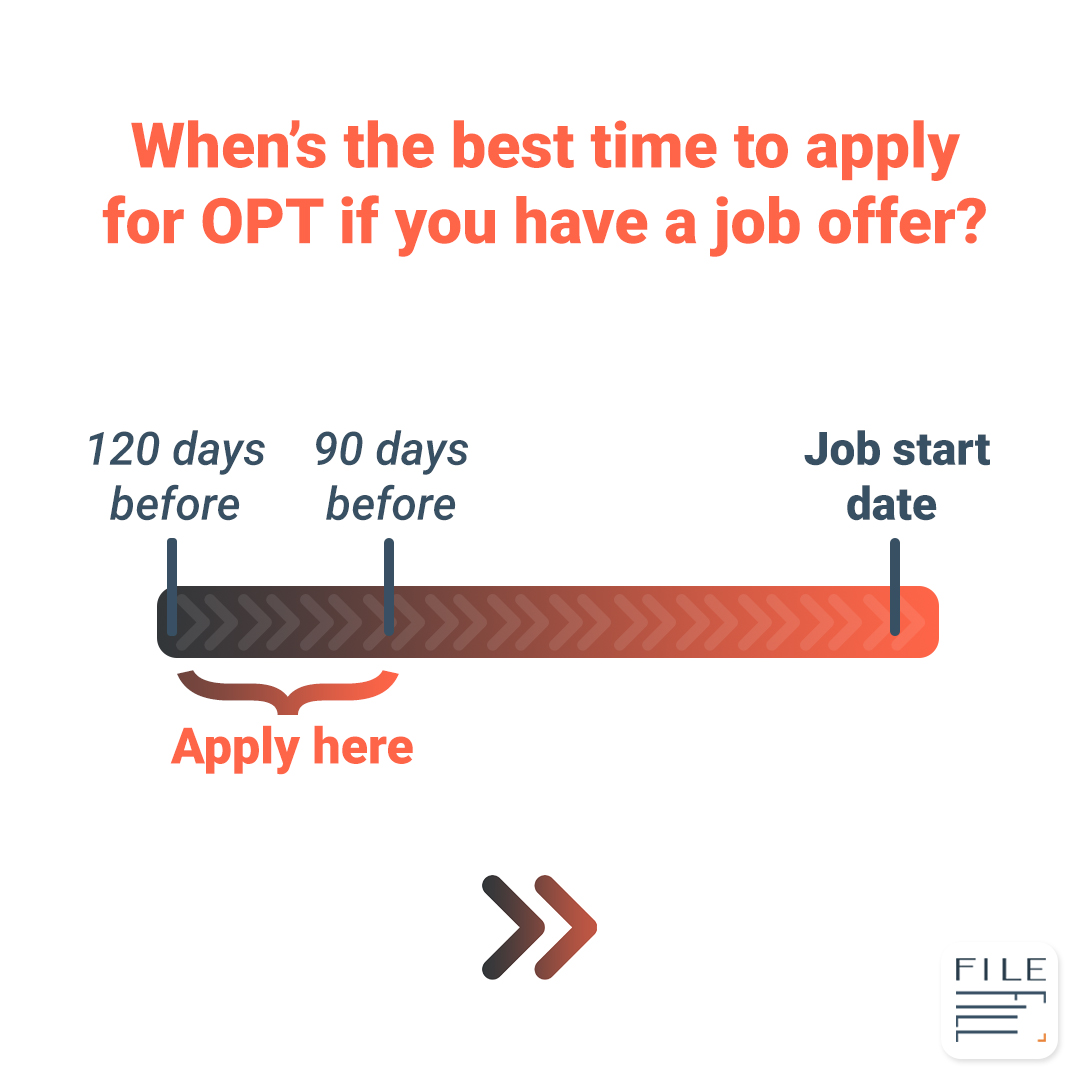 When’s the best time to apply
for OPT if you have a job offer?
120 days
before
90 days
before
Job start
date
Apply here
FILE